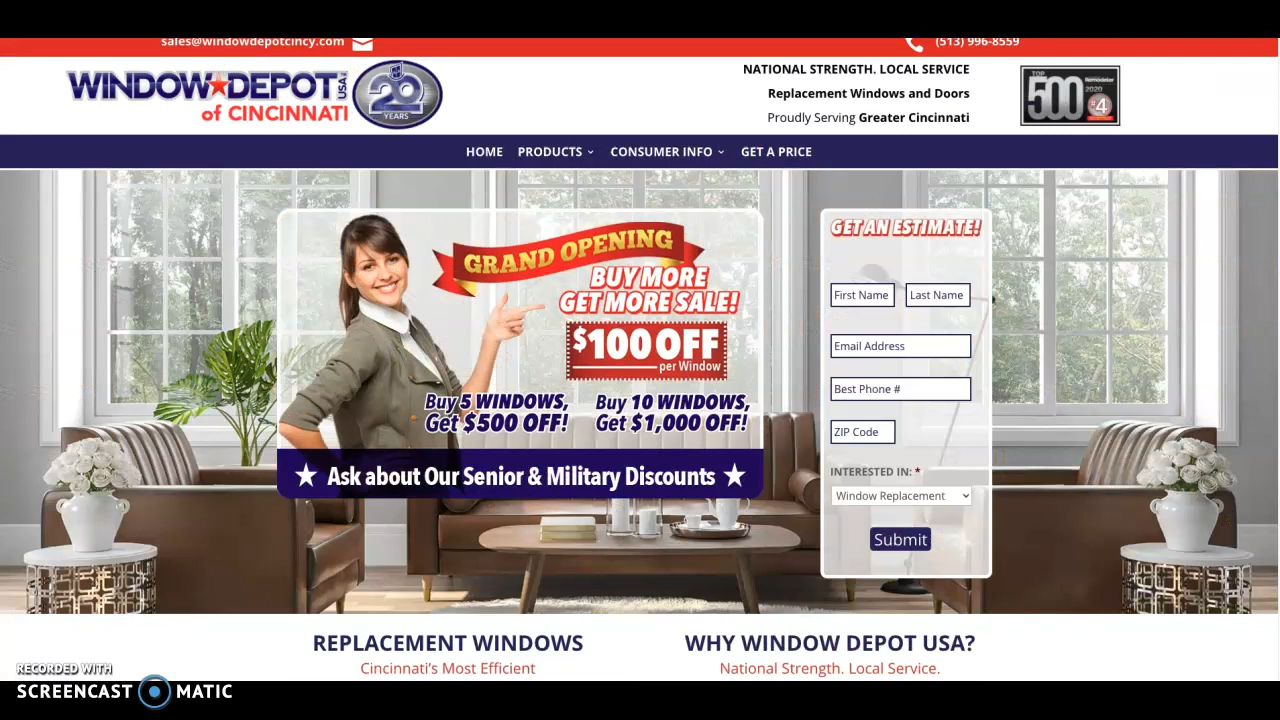 sales@windowdepotcincy.com
(513) 996-8559
WINDOW DEPOT USA
of CINCINNATI
20
YEARS
NATIONAL STRENGTH. LOCAL SERVICE
Replacement Windows and Doors
Proudly Serving Greater Cincinnati
TOP
500
Remodeler
2020
#4
HOME PRODUCTS CONSUMER INFO GET A PRICE
GRAND OPENING
BUY MORE
GET MORE SALE!
$100 OFF
per Window
Buy 5 WINDOWS,
Get $500 OFF!
Buy 10 WINDOWS,
Get $1,000 OFF!
Ask about Our Senior & Military Discounts
GET AN ESTIMATE!
First Name Last Name
Email Address
Best Phone #
ZIP Code
INTERESTED IN: *
Window Replacement
Submit
REPLACEMENT WINDOWS
Cincinnati's Most Efficient
WHY WINDOW DEPOT USA?
National Strength. Local Service.
RECORDED WITH
SCREENCAST MATIC